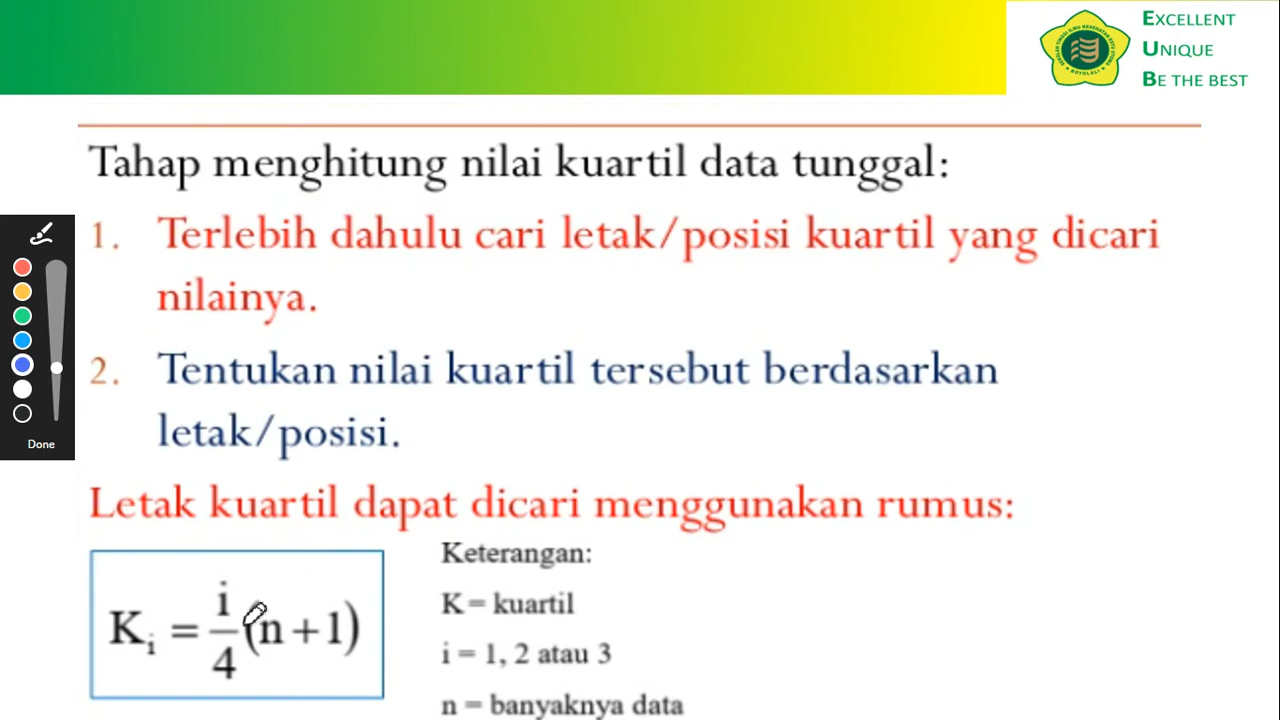 EXCELLENT
UNIQUE
BE THE BEST
Tahap menghitung nilai kuartil data tunggal:
1. Terlebih dahulu cari letak/posisi kuartil yang dicari
nilainya.
2. Tentukan nilai kuartil tersebut berdasarkan
letak/posisi.
Done
Letak kuartil dapat dicari menggunakan rumus:
K_i = i/4 (n+1)
Keterangan:
K = kuartil
i = 1, 2 atau 3
n = banyaknya data